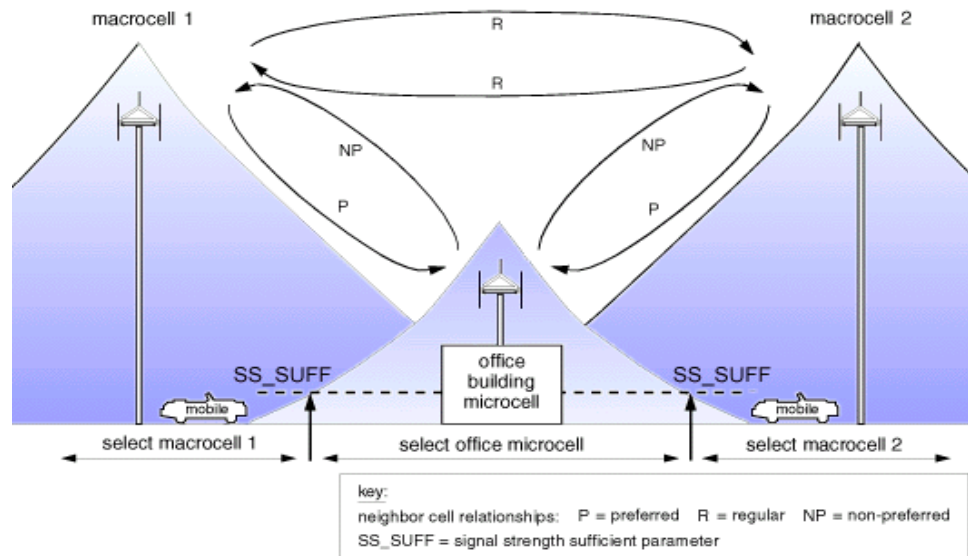 macrocell 1
macrocell 2
R
R
NP
NP
P
P
SS_SUFF
office
building
microcell
SS_SUFF
mobile
mobile
select macrocell 1
select office microcell
select macrocell 2
key:
neighbor cell relationships: P = preferred R = regular NP = non-preferred
SS_SUFF = signal strength sufficient parameter